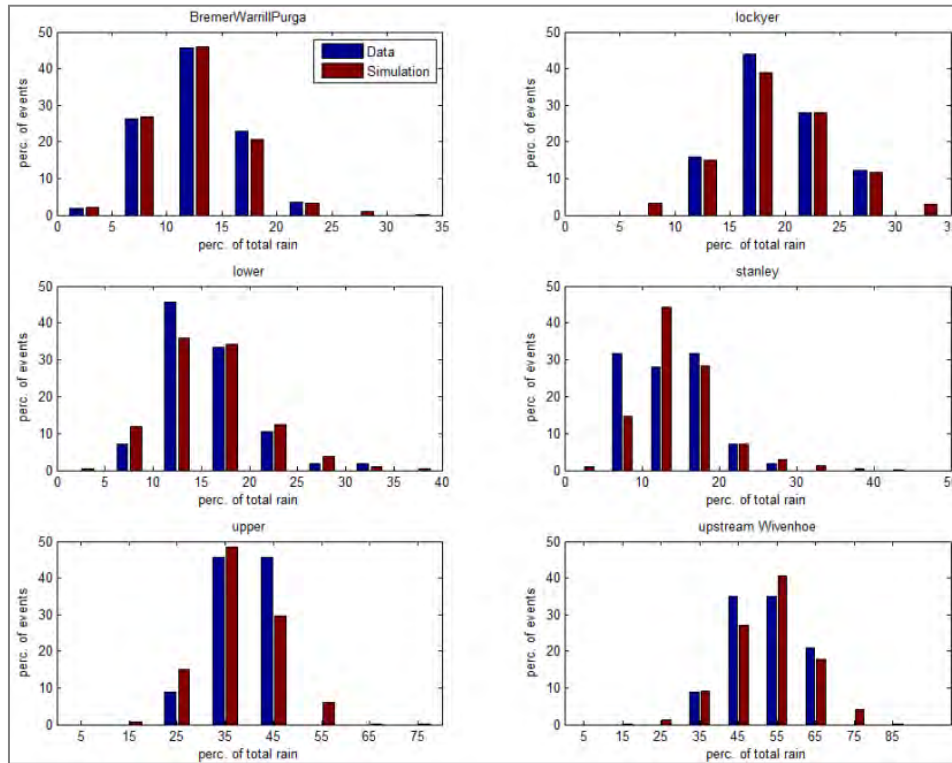 BremerWarrillPurga
50
40
30
20
10
0
perc. of events
Data
Simulation
0 5 10 15 20 25 30 35
perc. of total rain
lockyer
50
40
30
20
10
0
perc. of events
0 5 10 15 20 25 30
perc. of total rain
lower
50
40
30
20
10
0
perc. of events
0 5 10 15 20 25 30 35 40
perc. of total rain
stanley
50
40
30
20
10
0
perc. of events
0 10 20 30 40
perc. of total rain
upper
50
40
30
20
10
0
perc. of events
5 15 25 35 45 55 65 75
perc. of total rain
upstream Wivenhoe
50
40
30
20
10
0
perc. of events
5 15 25 35 45 55 65 75 85
perc. of total rain